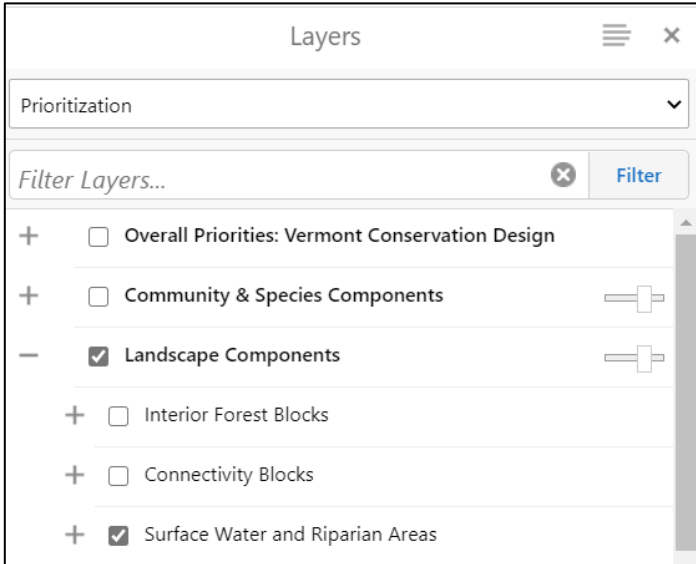 Layers
Prioritization
Filter Layers...
Filter
Overall Priorities: Vermont Conservation Design
Community & Species Components
Landscape Components
Interior Forest Blocks
Connectivity Blocks
Surface Water and Riparian Areas